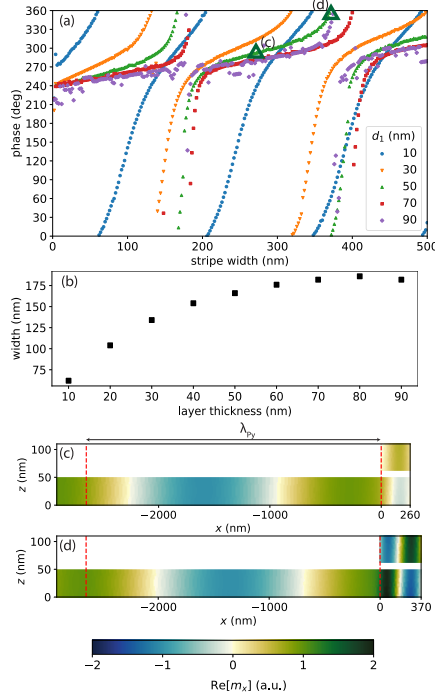 (a)
(c)
(d)
phase (deg)
360
330
300
270
240
210
180
150
120
90
60
30
0
d1 (nm)
10
30
50
70
90
0 100 200 300 400 500
stripe width (nm)
(b)
width (nm)
175
150
125
100
75
10 20 30 40 50 60 70 80 90
layer thickness (nm)
λPy
(c)
z (nm)
100
50
0
−2000 −1000 0 260
x (nm)
(d)
z (nm)
100
50
0
−2000 −1000 0 370
x (nm)
−2 −1 0 1 2
Re[mx] (a.u.)